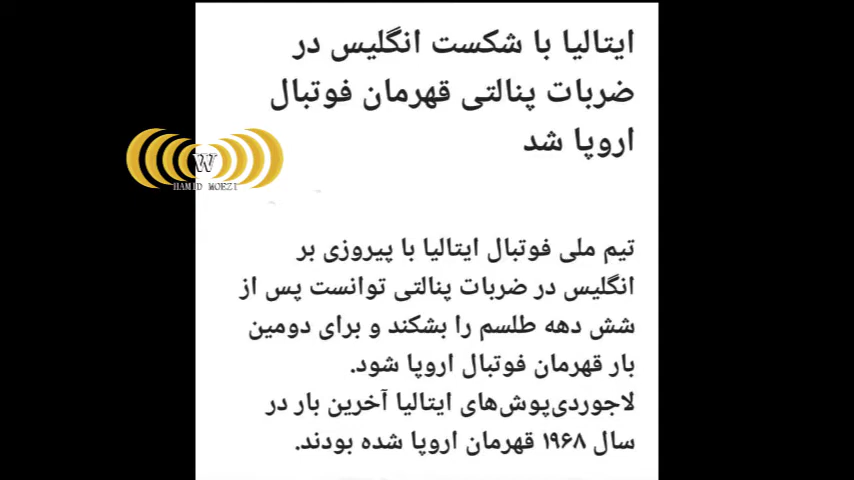 ایتالیا با شکست انگلیس در
ضربات پنالتی قهرمان فوتبال
اروپا شد
W
HAMID MOEZI
تیم ملی فوتبال ایتالیا با پیروزی بر
انگلیس در ضربات پنالتی توانست پس از
شش دهه طلسم را بشکند و برای دومین
بار قهرمان فوتبال اروپا شود.
لاجوردی‌پوش‌های ایتالیا آخرین بار در
سال ۱۹۶۸ قهرمان اروپا شده بودند.